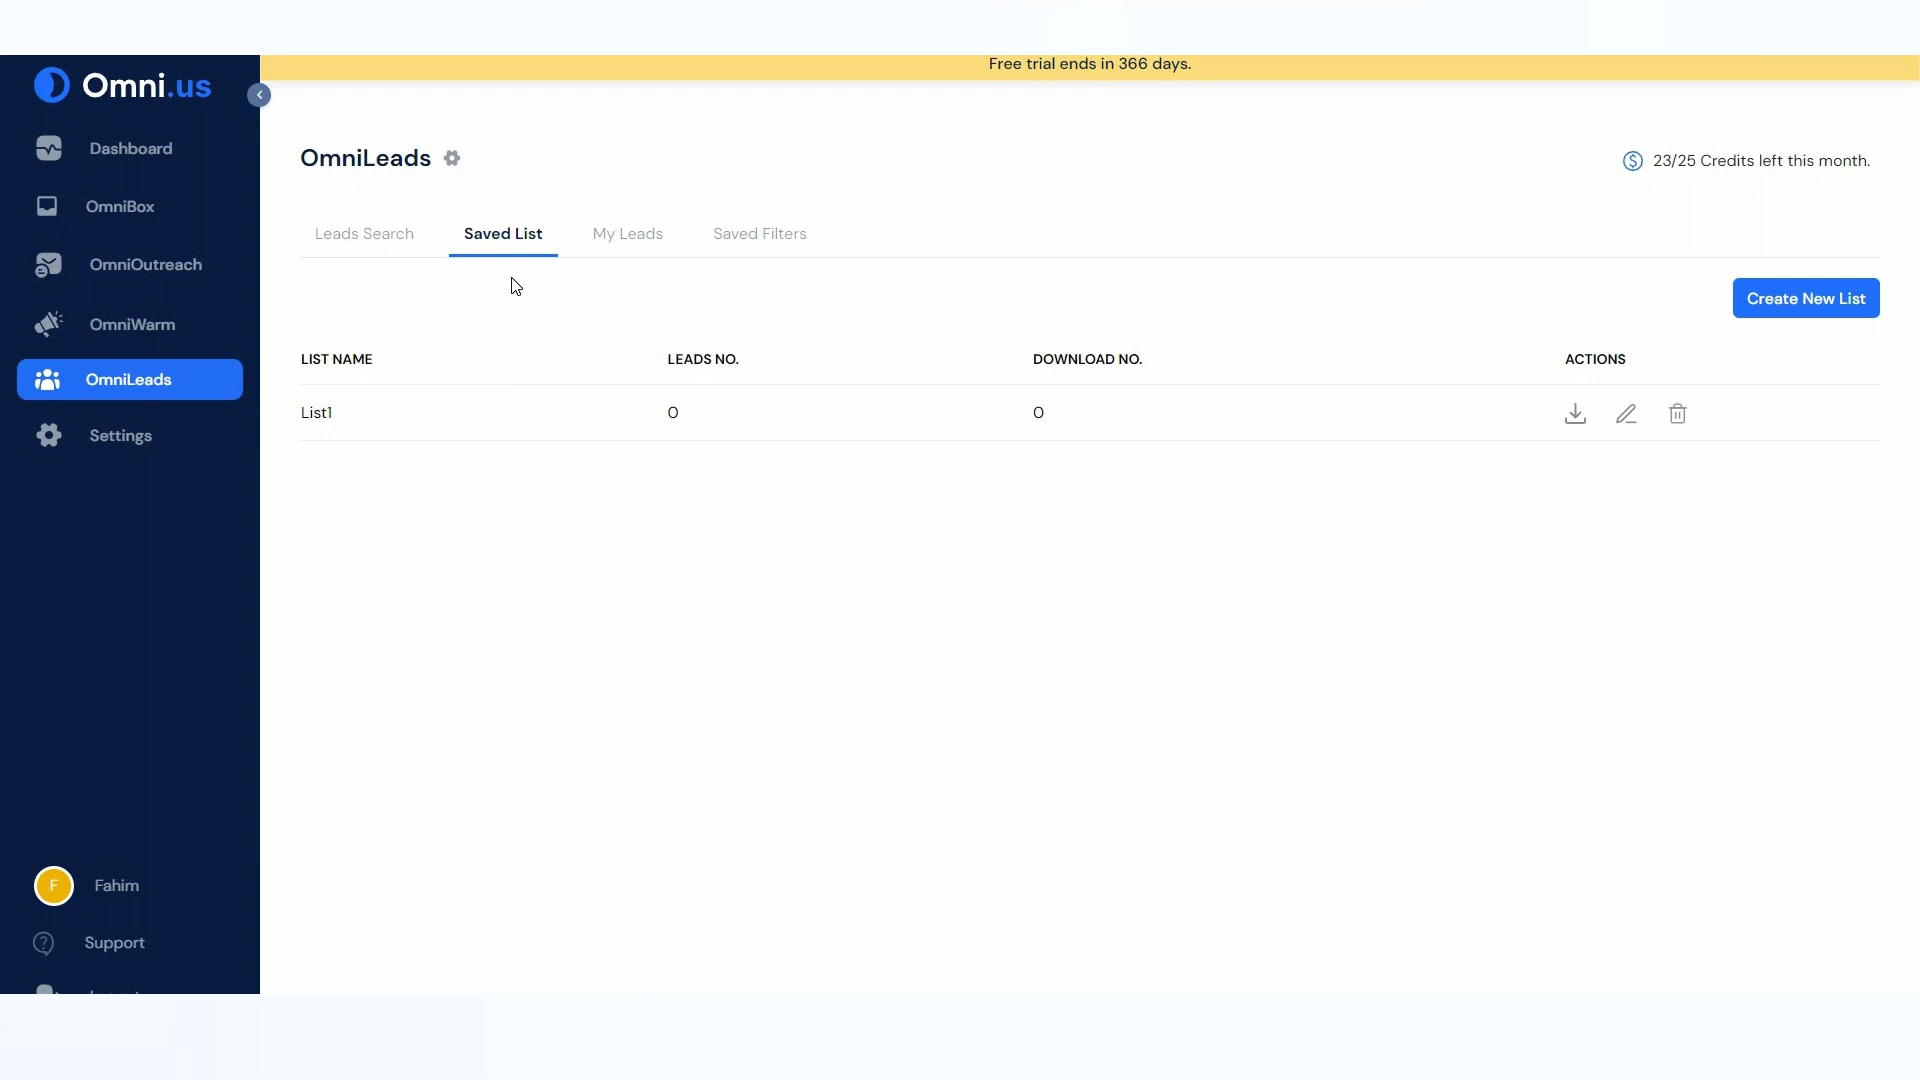 Free trial ends in 366 days.
Omni.us
Dashboard
OmniBox
OmniOutreach
OmniWarm
OmniLeads
Settings
F Fahim
Support
OmniLeads
23/25 Credits left this month.
Leads Search Saved List My Leads Saved Filters
Create New List
LIST NAME LEADS NO. DOWNLOAD NO. ACTIONS
List1 0 0